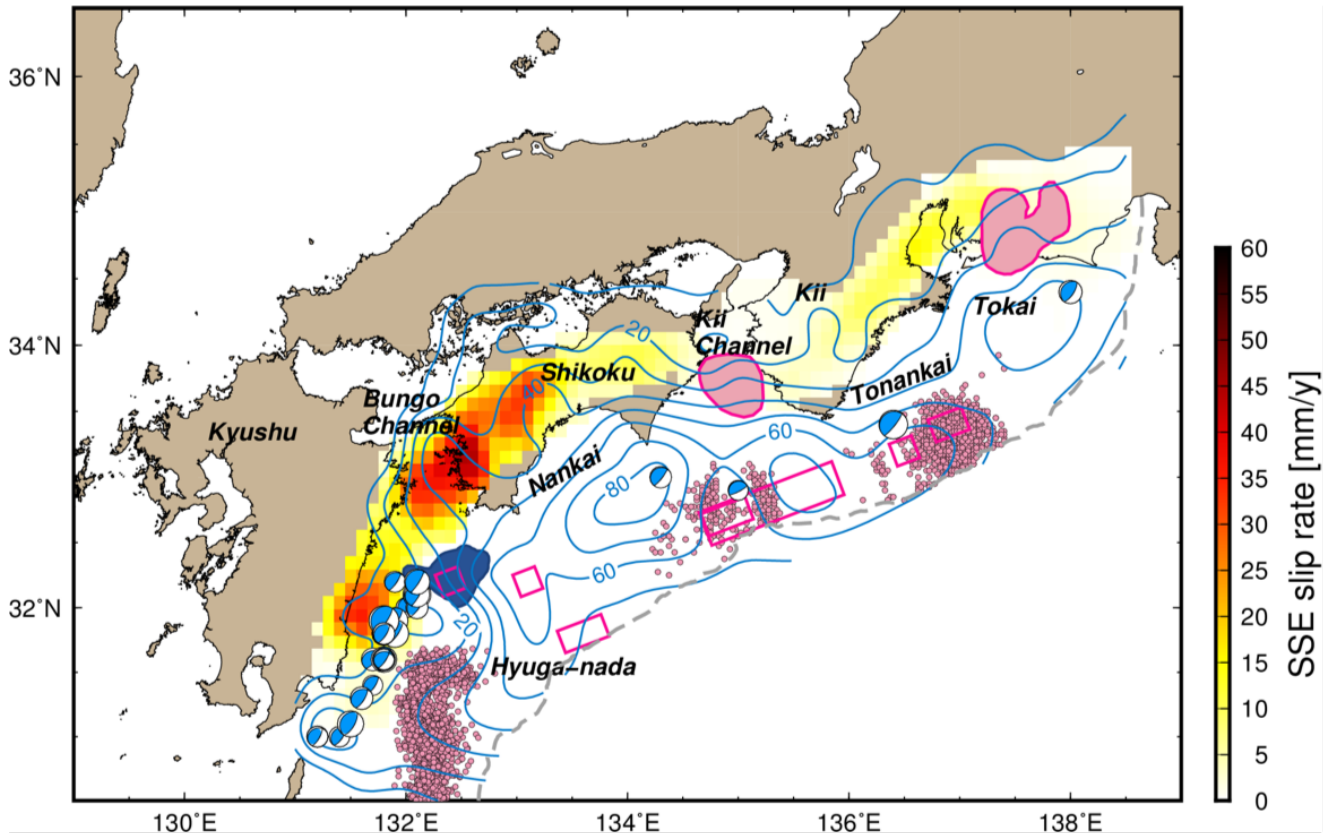 36°N
34°N
32°N
130°E
132°E
134°E
136°E
138°E
Kii
Tokai
Kii
Channel
20
Shikoku
40
Tonankai
Bungo
Channel
Kyushu
60
Nankai
80
60
20
Hyuga-nada
60
55
50
45
40
35
30
25
20
15
10
5
0
SSE slip rate [mm/y]